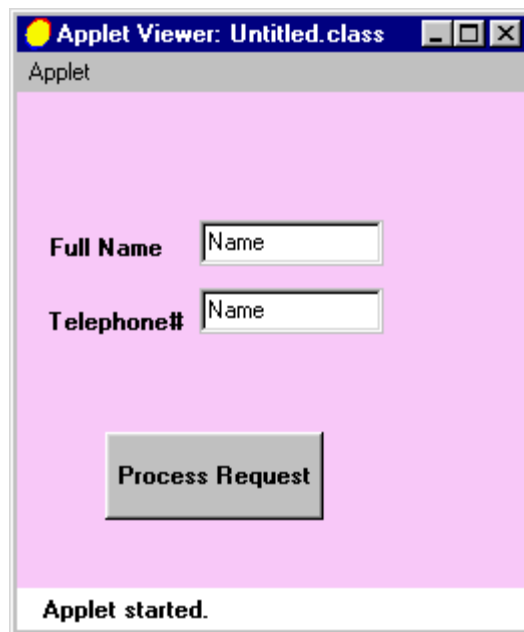 Applet Viewer: Untitled.class
Applet
Full Name Name
Telephone# Name
Process Request
Applet started.